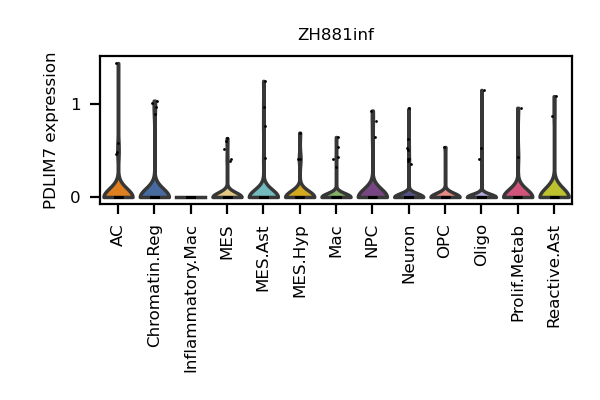 ZH881inf
PDLIM7 expression
1
0
AC
Chromatin.Reg
Inflammatory.Mac
MES
MES.Ast
MES.Hyp
Mac
NPC
Neuron
OPC
Oligo
Prolif.Metab
Reactive.Ast